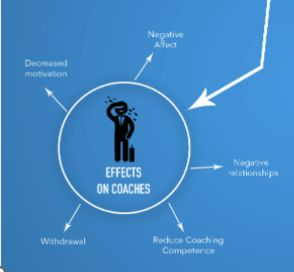 Negative
Affect
Decreased
motivation
EFFECTS
ON COACHES
Negative
relationships
Withdrawal
Reduce Coaching
Competence